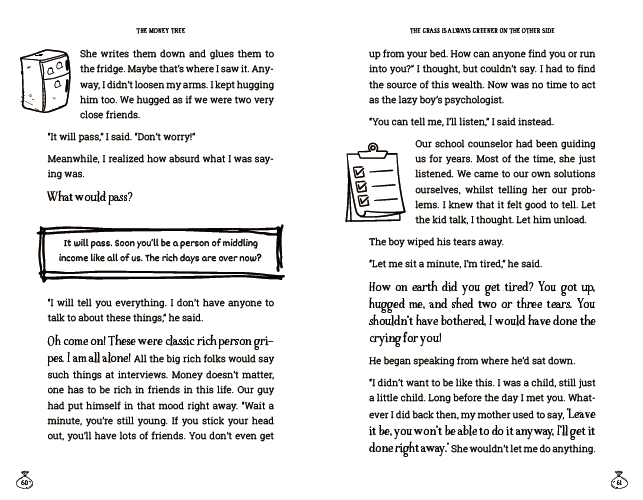 THE MONEY TREE
She writes them down and glues them to
the fridge. Maybe that's where I saw it. Any-
way, I didn't loosen my arms. I kept hugging
him too. We hugged as if we were two very
close friends.
"It will pass," I said. "Don't worry!"
Meanwhile, I realized how absurd what I was say-
ing was.
What would pass?
It will pass. Soon you'll be a person of middling
income like all of us. The rich days are over now?
"I will tell you everything. I don't have anyone to
talk to about these things," he said.
Oh come on! These were classic rich person gri-
pes. I am all alone! All the big rich folks would say
such things at interviews. Money doesn't matter,
one has to be rich in friends in this life. Our guy
had put himself in that mood right away. "Wait a
minute, you're still young. If you stick your head
out, you'll have lots of friends. You don't even get
60
THE GRASS IS ALWAYS GREENER ON THE OTHER SIDE
up from your bed. How can anyone find you or run
into you?" I thought, but couldn't say. I had to find
the source of this wealth. Now was no time to act
as the lazy boy's psychologist.
"You can tell me, I'll listen," I said instead.
Our school counselor had been guiding
us for years. Most of the time, she just
listened. We came to our own solutions
ourselves, whilst telling her our prob-
lems. I knew that it felt good to tell. Let
the kid talk, I thought. Let him unload.
The boy wiped his tears away.
"Let me sit a minute, I'm tired," he said.
How on earth did you get tired? You got up,
hugged me, and shed two or three tears. You
shouldn't have bothered, I would have done the
crying for you!
He began speaking from where he'd sat down.
"I didn't want to be like this. I was a child, still just
a little child. Long before the day I met you. What-
ever I did back then, my mother used to say, 'Leave
it be, you won't be able to do it anyway, I'll get it
done right away.' She wouldn't let me do anything.
61